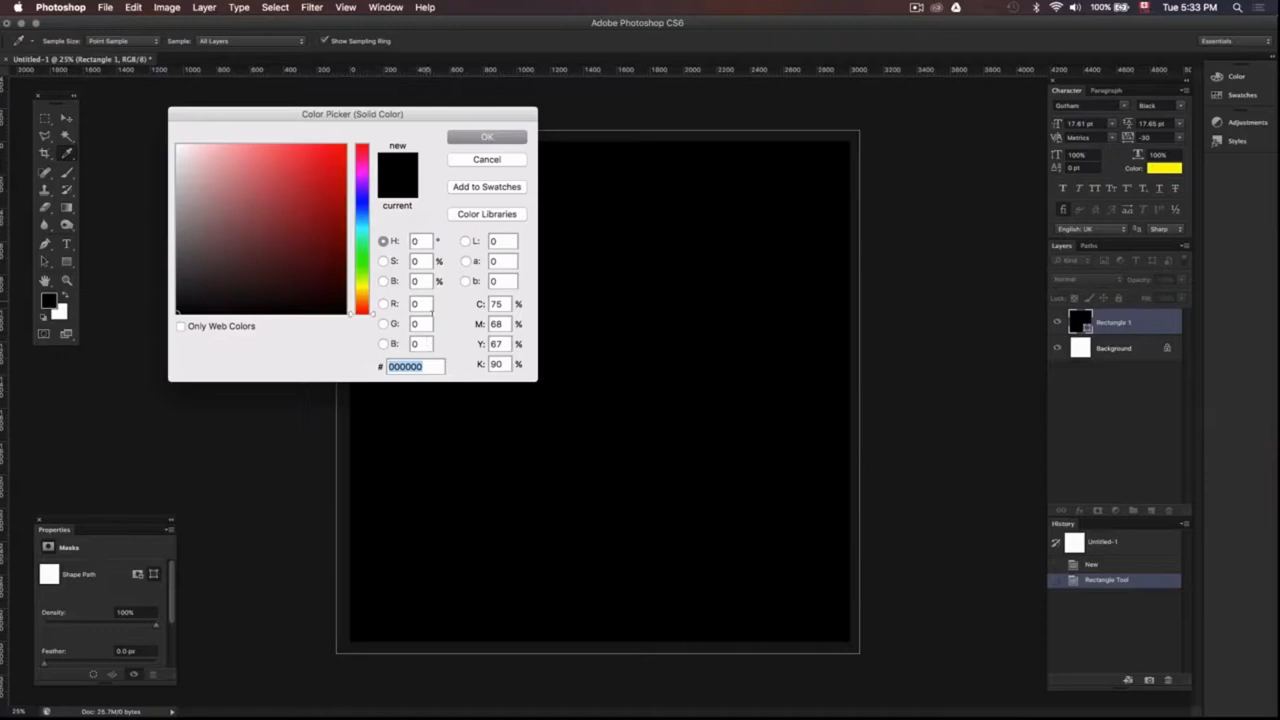 Photoshop File Edit Image Layer Type Select Filter View Window Help 100% Tue 5:33 PM
Adobe Photoshop CS6
Sample Size: Point Sample Sample: All Layers Show Sampling Ring Essentials
Untitled-1 @ 25% (Rectangle 1, RGB/8) *
Color Picker (Solid Color)
new
current
OK
Cancel
Add to Swatches
Color Libraries
H: 0 ° L: 0
S: 0 % a: 0
B: 0 % b: 0
R: 0 C: 75 %
G: 0 M: 68 %
B: 0 Y: 67 %
# 000000 K: 90 %
Only Web Colors
Properties
Masks
Shape Path
Density: 100%
Feather: 0.0 px
Character Paragraph
Gotham Black
17.61 pt 17.65 pt
Metrics -30
100% 100%
0 pt Color:
English: UK Sharp
Layers Paths
Kind
Normal Opacity:
Lock: Fill:
Rectangle 1
Background
History
Untitled-1
New
Rectangle Tool
Color
Swatches
Adjustments
Styles
25% Doc: 25.7M/0 bytes